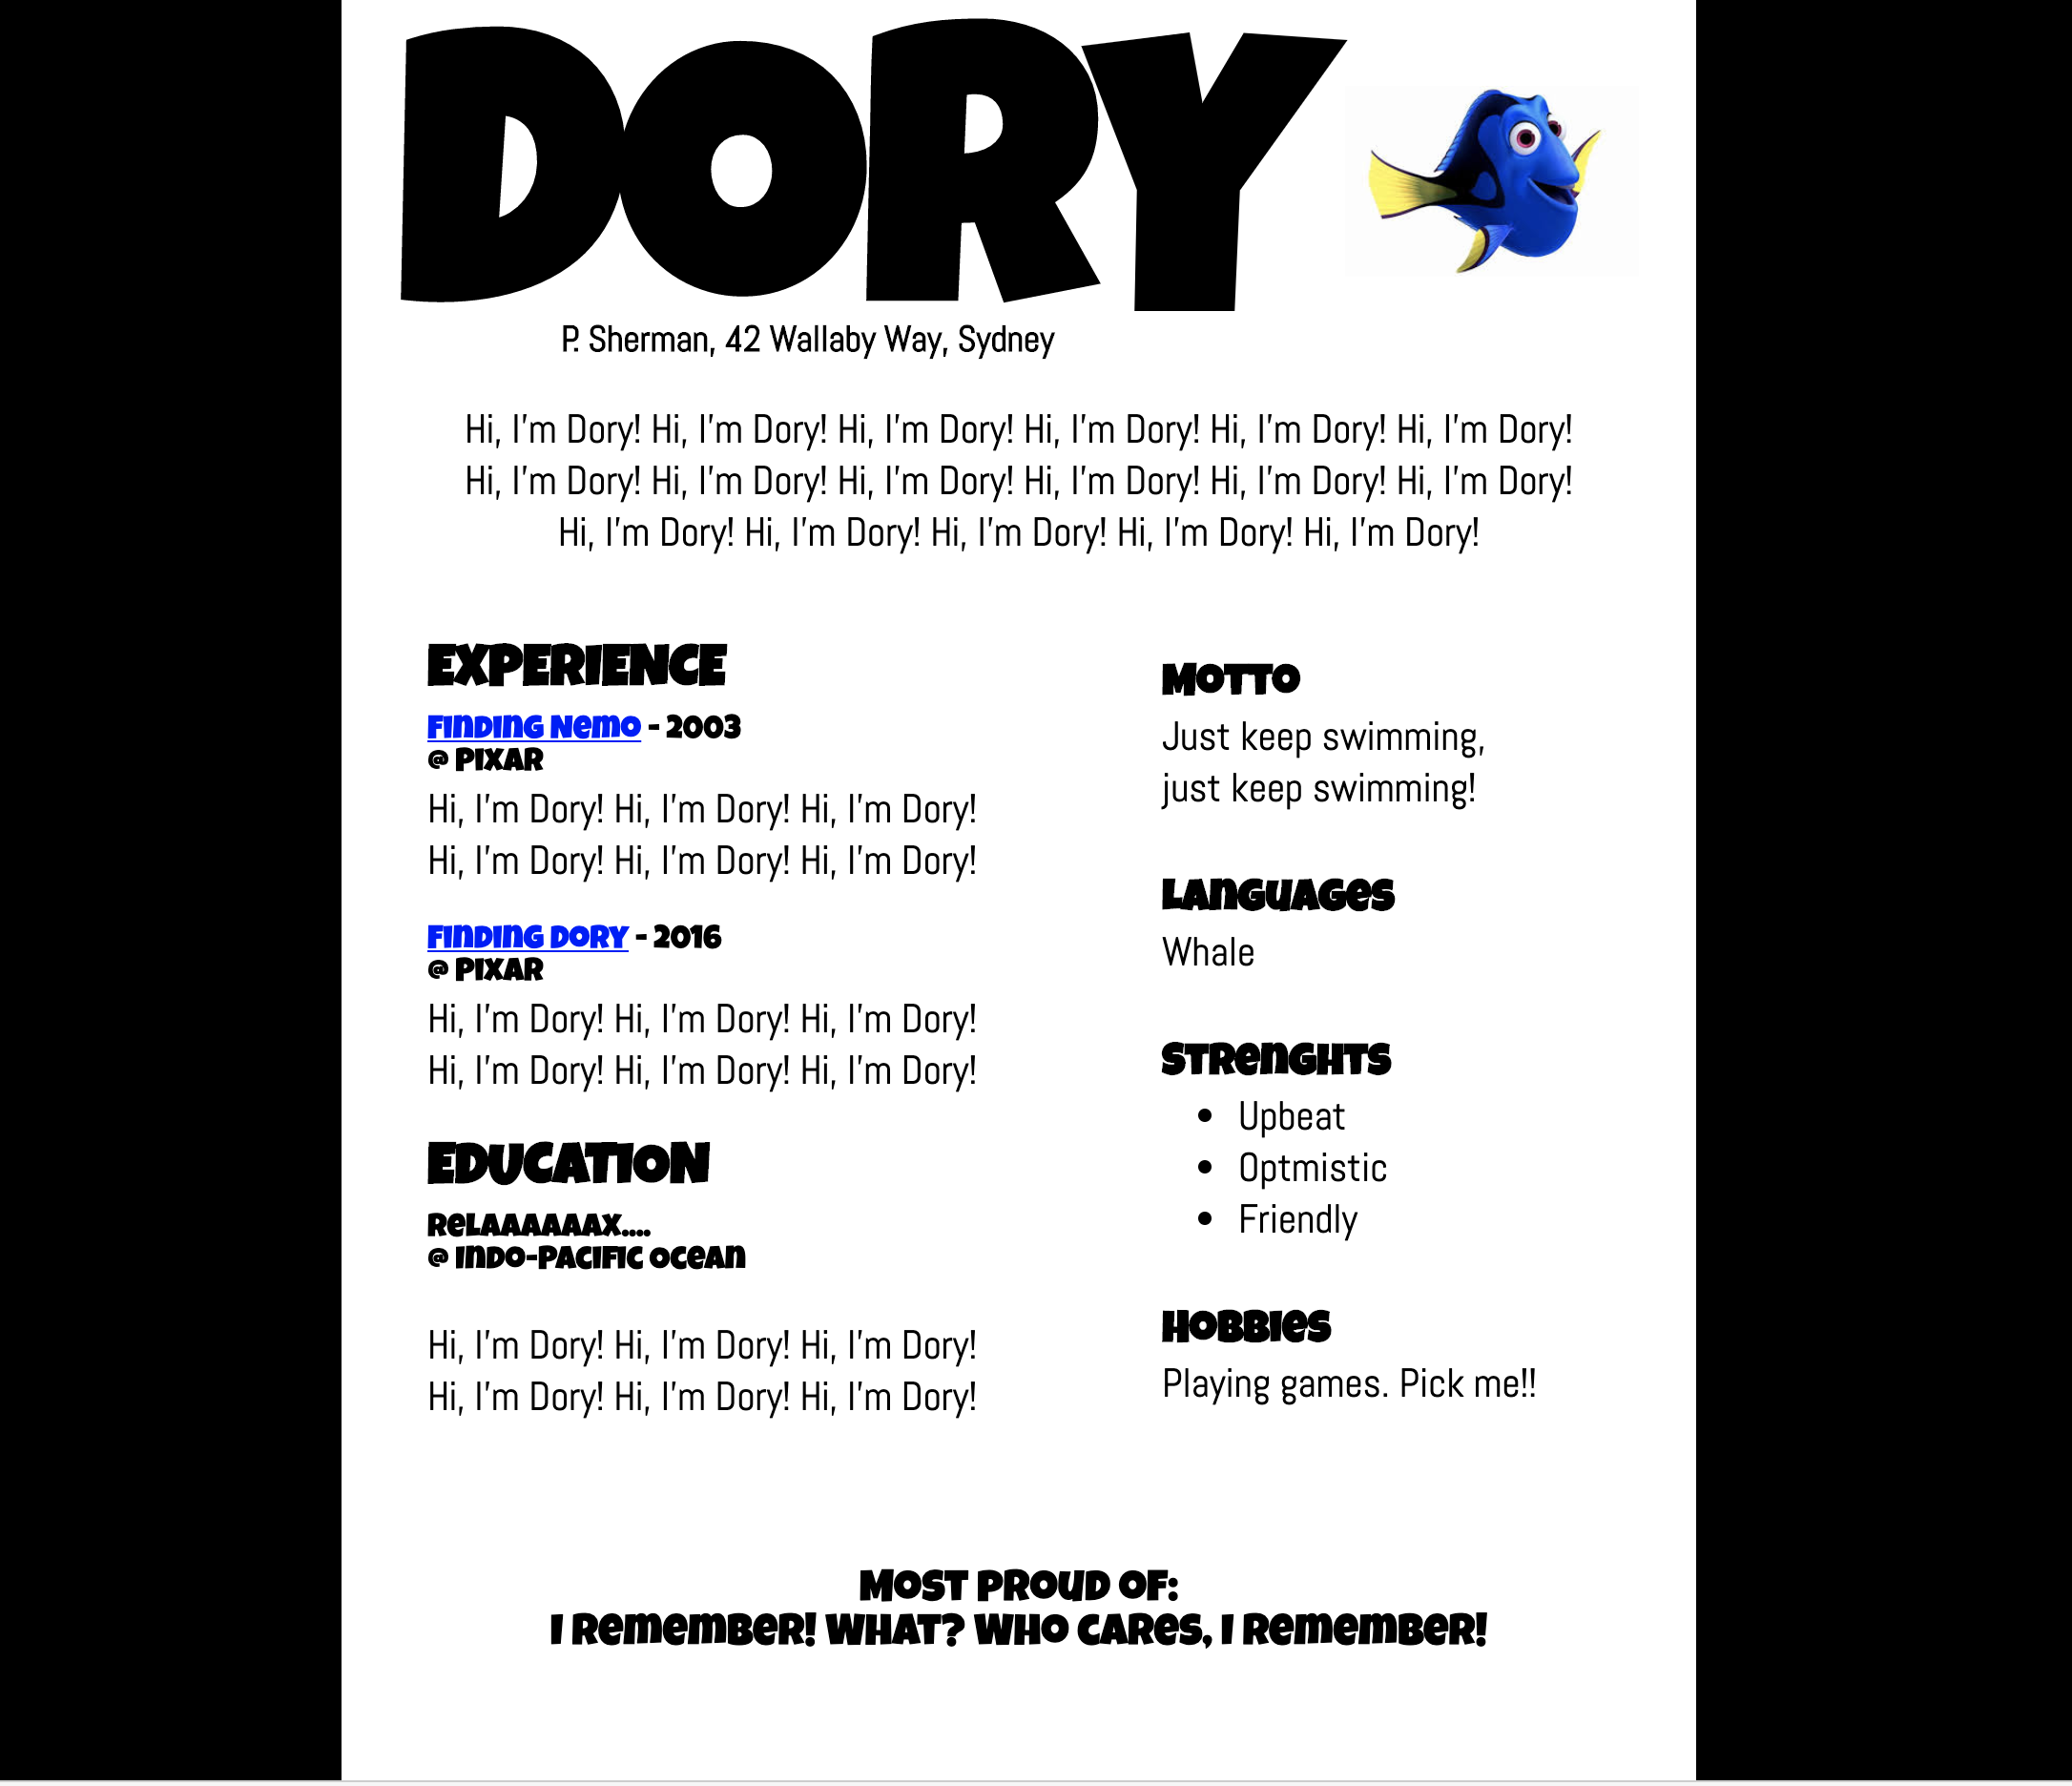 DORY
P. Sherman, 42 Wallaby Way, Sydney
Hi, I'm Dory! Hi, I'm Dory! Hi, I'm Dory! Hi, I'm Dory! Hi, I'm Dory! Hi, I'm Dory!
Hi, I'm Dory! Hi, I'm Dory! Hi, I'm Dory! Hi, I'm Dory! Hi, I'm Dory! Hi, I'm Dory!
Hi, I'm Dory! Hi, I'm Dory! Hi, I'm Dory! Hi, I'm Dory! Hi, I'm Dory!
EXPERIENCE
Finding Nemo - 2003
@ PIXAR
Hi, I'm Dory! Hi, I'm Dory! Hi, I'm Dory!
Hi, I'm Dory! Hi, I'm Dory! Hi, I'm Dory!
Finding DORY - 2016
@ PIXAR
Hi, I'm Dory! Hi, I'm Dory! Hi, I'm Dory!
Hi, I'm Dory! Hi, I'm Dory! Hi, I'm Dory!
EDUCATION
Relaaaaaax....
@ Indo-Pacific Ocean
Hi, I'm Dory! Hi, I'm Dory! Hi, I'm Dory!
Hi, I'm Dory! Hi, I'm Dory! Hi, I'm Dory!
Motto
Just keep swimming,
just keep swimming!
Languages
Whale
Strenghts
• Upbeat
• Optmistic
• Friendly
Hobbies
Playing games. Pick me!!
Most proud of:
I remember! What? Who cares, I remember!